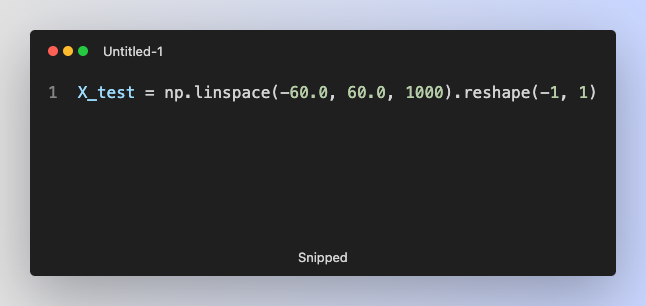 Untitled-1
1 X_test = np.linspace(-60.0, 60.0, 1000).reshape(-1, 1)
Snipped